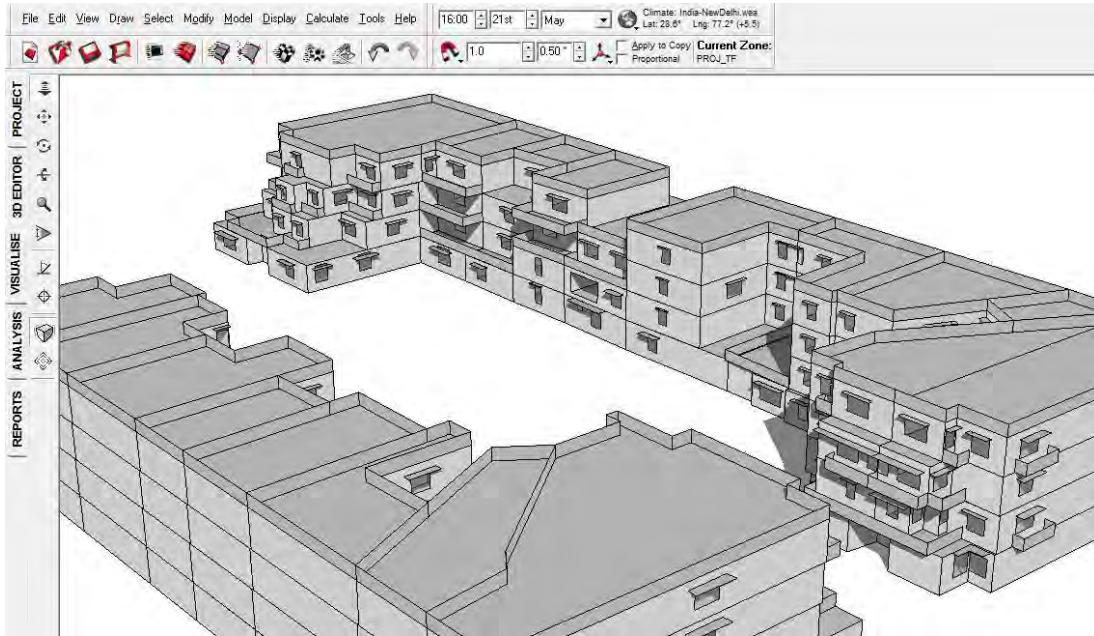 File Edit View Draw Select Modify Model Display Calculate Tools Help
16:00 21st May
Climate: India-NewDelhi.wea
Lat: 28.6° Lng: 77.2° (+5.5)
1.0 0.50°
Apply to Copy
Proportional
Current Zone:
PROJ_TF
PROJECT
3D EDITOR
VISUALISE
ANALYSIS
REPORTS